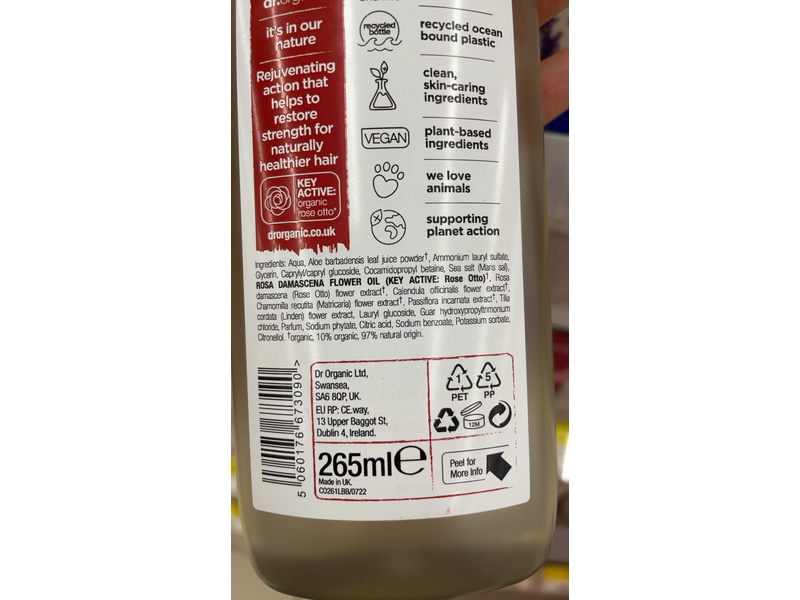 dr.organic
it's in our
nature
Rejuvenating
action that
helps to
restore
strength for
naturally
healthier hair
KEY
ACTIVE:
organic
rose otto*
drorganic.co.uk
recycled
bottle
recycled ocean
bound plastic
clean,
skin-caring
ingredients
VEGAN
plant-based
ingredients
we love
animals
supporting
planet action
Ingredients: Aqua, Aloe barbadensis leaf juice powder†, Ammonium lauryl sulfate,
Glycerin, Caprylyl/capryl glucoside, Cocamidopropyl betaine, Sea salt (Maris sal),
ROSA DAMASCENA FLOWER OIL (KEY ACTIVE: Rose Otto)†, Rosa
damascena (Rose Otto) flower extract†, Calendula officinalis flower extract†,
Chamomilla recutita (Matricaria) flower extract†, Passiflora incarnata extract†, Tilia
cordata (Linden) flower extract, Lauryl glucoside, Guar hydroxypropyltrimonium
chloride, Parfum, Sodium phytate, Citric acid, Sodium benzoate, Potassium sorbate,
Citronellol. †organic, 10% organic, 97% natural origin.
5 060176 673090 >
Dr Organic Ltd,
Swansea,
SA6 8QP, UK.
EU RP: CE.way,
13 Upper Baggot St,
Dublin 4, Ireland.
1
PET
5
PP
12M
265ml e
Made in UK.
CO261LBB/0722
Peel for
More Info